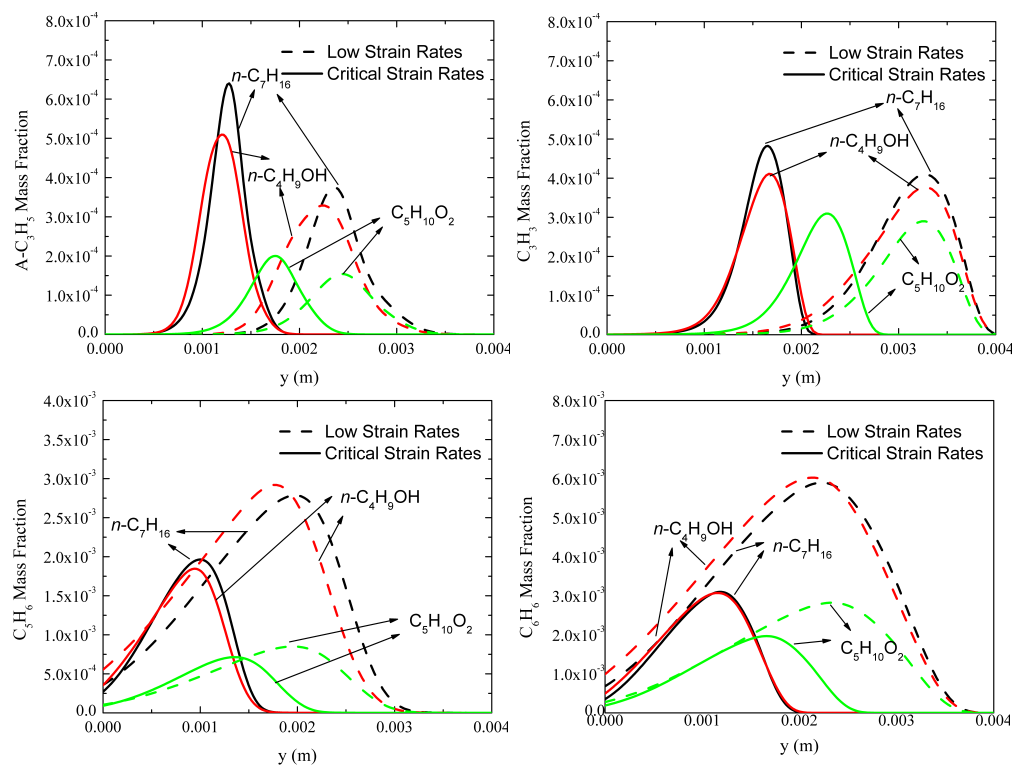 8.0x10⁻⁴
7.0x10⁻⁴
6.0x10⁻⁴
5.0x10⁻⁴
4.0x10⁻⁴
3.0x10⁻⁴
2.0x10⁻⁴
1.0x10⁻⁴
0.0
A-C₃H₅ Mass Fraction
Low Strain Rates
Critical Strain Rates
n-C₇H₁₆
n-C₄H₉OH
C₅H₁₀O₂
0.000 0.001 0.002 0.003 0.004
y (m)
8.0x10⁻⁴
7.0x10⁻⁴
6.0x10⁻⁴
5.0x10⁻⁴
4.0x10⁻⁴
3.0x10⁻⁴
2.0x10⁻⁴
1.0x10⁻⁴
0.0
C₃H₃ Mass Fraction
Low Strain Rates
Critical Strain Rates
n-C₇H₁₆
n-C₄H₉OH
C₅H₁₀O₂
0.000 0.001 0.002 0.003 0.004
y (m)
4.0x10⁻³
3.5x10⁻³
3.0x10⁻³
2.5x10⁻³
2.0x10⁻³
1.5x10⁻³
1.0x10⁻³
5.0x10⁻⁴
0.0
C₅H₆ Mass Fraction
Low Strain Rates
Critical Strain Rates
n-C₄H₉OH
n-C₇H₁₆
C₅H₁₀O₂
0.000 0.001 0.002 0.003 0.004
y (m)
8.0x10⁻³
7.0x10⁻³
6.0x10⁻³
5.0x10⁻³
4.0x10⁻³
3.0x10⁻³
2.0x10⁻³
1.0x10⁻³
0.0
C₆H₆ Mass Fraction
Low Strain Rates
Critical Strain Rates
n-C₄H₉OH
n-C₇H₁₆
C₅H₁₀O₂
0.000 0.001 0.002 0.003 0.004
y (m)